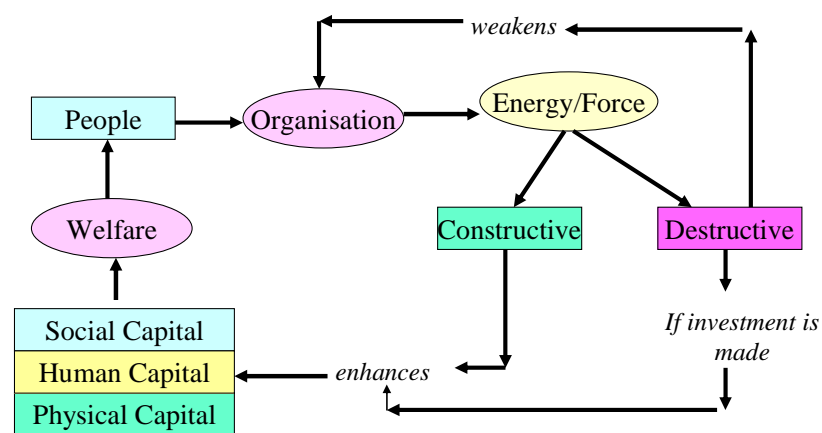 weakens
People
Organisation
Energy/Force
Welfare
Constructive
Destructive
Social Capital
Human Capital
Physical Capital
enhances
If investment is
made